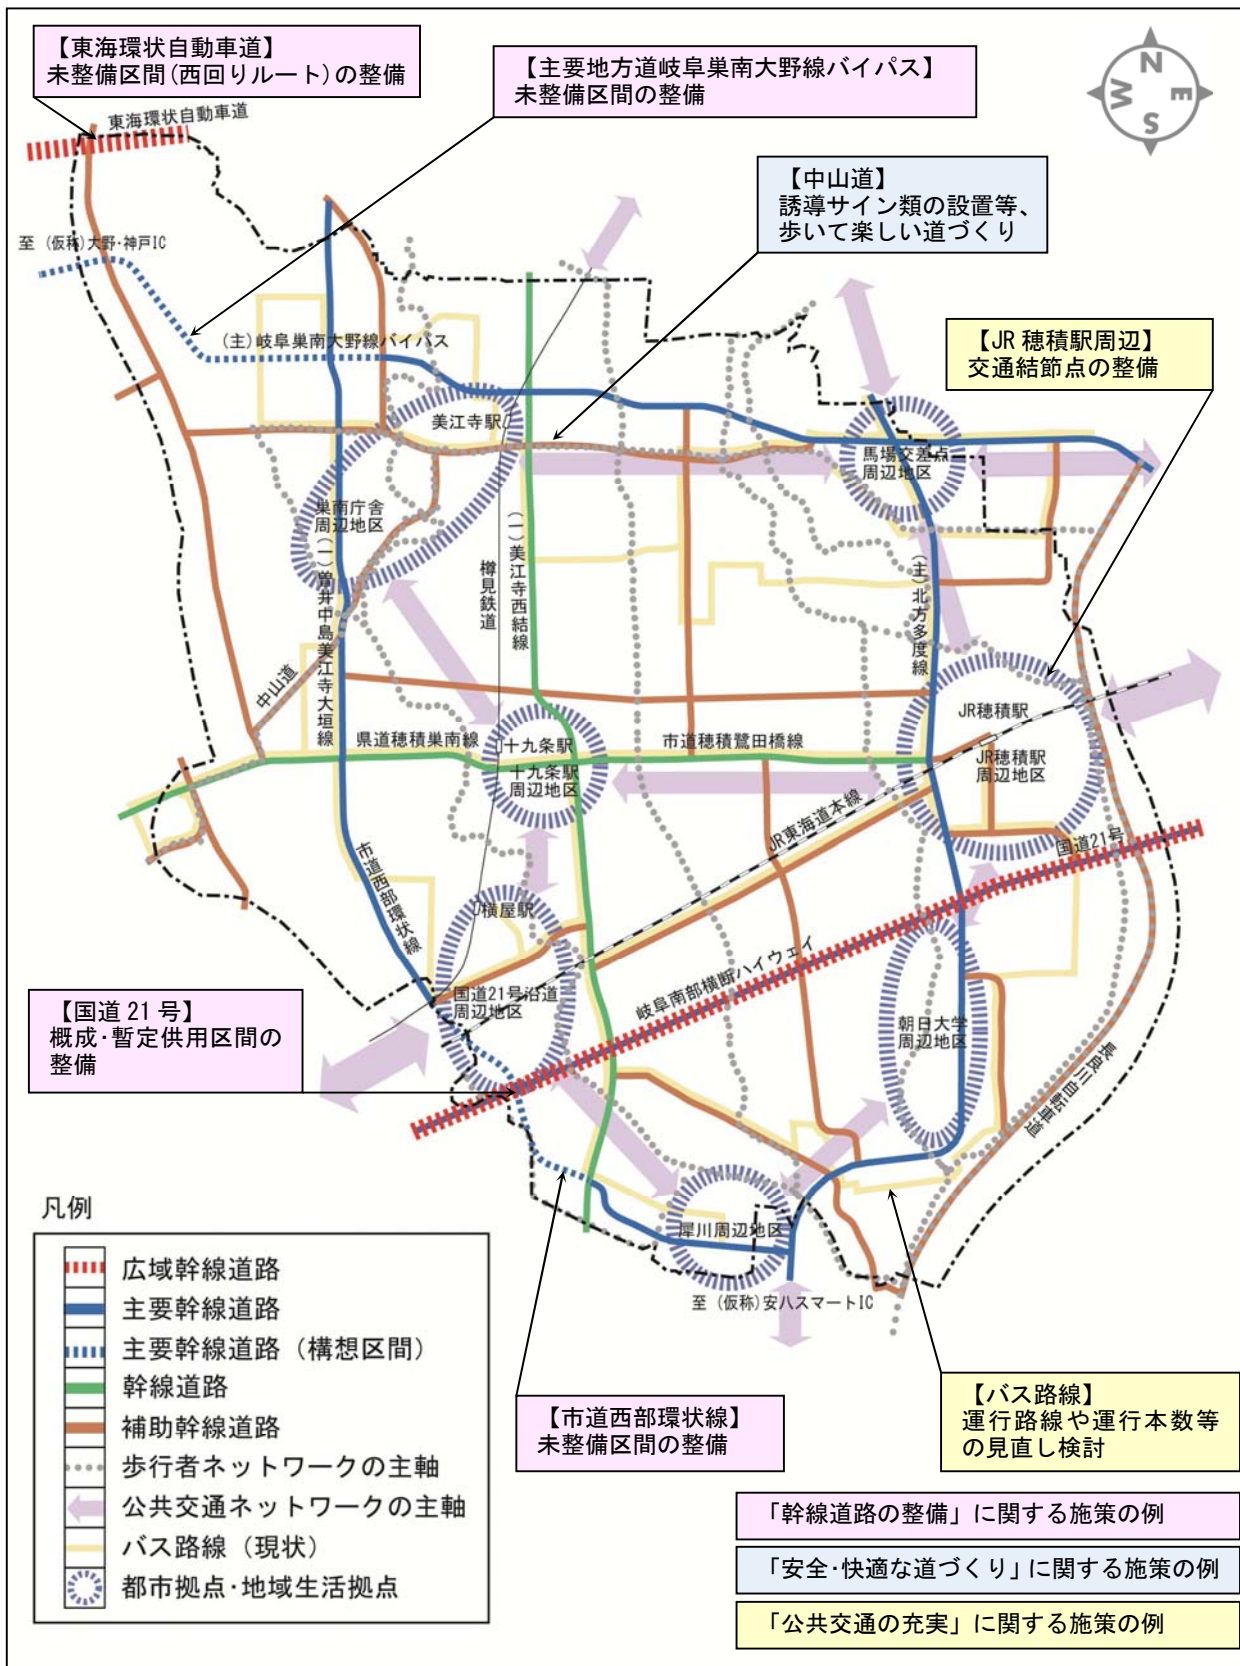 【東海環状自動車道】
未整備区間(西回りルート)の整備
【主要地方道岐阜巣南大野線バイパス】
未整備区間の整備
N
E
S
W
東海環状自動車道
【中山道】
誘導サイン類の設置等、
歩いて楽しい道づくり
至 (仮称)大野・神戸IC
(主)岐阜巣南大野線バイパス
【JR 穂積駅周辺】
交通結節点の整備
美江寺駅
馬場交差点
周辺地区
巣南庁舎
周辺地区
(一)曽井中島美江寺大垣線
樽見鉄道
(一)美江寺西結線
(主)北方多度線
中山道
JR穂積駅
県道穂積巣南線
十九条駅
市道穂積鷺田橋線
十九条駅
周辺地区
JR穂積駅
周辺地区
JR東海道本線
国道21号
市道西部環状線
横屋駅
岐阜南部横断ハイウェイ
国道21号沿道
周辺地区
朝日大学
周辺地区
長良川自転車道
【国道 21 号】
概成・暫定供用区間の
整備
犀川周辺地区
至 (仮称)安八スマートIC
凡例
広域幹線道路
主要幹線道路
主要幹線道路（構想区間）
幹線道路
補助幹線道路
歩行者ネットワークの主軸
公共交通ネットワークの主軸
バス路線（現状）
都市拠点・地域生活拠点
【市道西部環状線】
未整備区間の整備
【バス路線】
運行路線や運行本数等
の見直し検討
「幹線道路の整備」に関する施策の例
「安全・快適な道づくり」に関する施策の例
「公共交通の充実」に関する施策の例